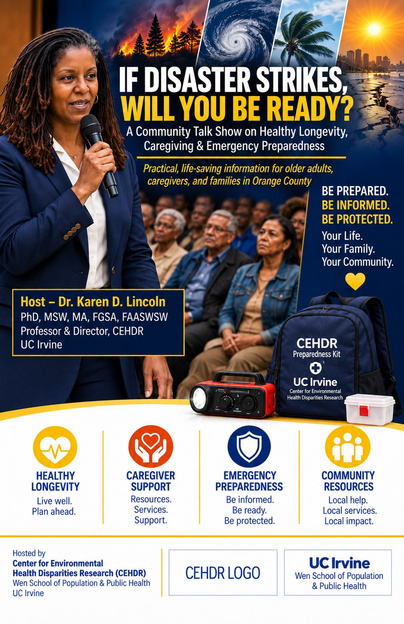 IF DISASTER STRIKES,
WILL YOU BE READY?
A Community Talk Show on Healthy Longevity,
Caregiving & Emergency Preparedness
Practical, life-saving information for older adults,
caregivers, and families in Orange County
BE PREPARED.
BE INFORMED.
BE PROTECTED.
Your Life.
Your Family.
Your Community.
Host – Dr. Karen D. Lincoln
PhD, MSW, MA, FGSA, FAASWSW
Professor & Director, CEHDR
UC Irvine
CEHDR
Preparedness Kit
UC Irvine
Center for Environmental
Health Disparities Research
HEALTHY
LONGEVITY
Live well.
Plan ahead.
CAREGIVER
SUPPORT
Resources.
Services.
Support.
EMERGENCY
PREPAREDNESS
Be informed.
Be ready.
Be protected.
COMMUNITY
RESOURCES
Local help.
Local services.
Local impact.
Hosted by
Center for Environmental
Health Disparities Research (CEHDR)
Wen School of Population & Public Health
UC Irvine
CEHDR LOGO
UC Irvine
Wen School of Population
& Public Health